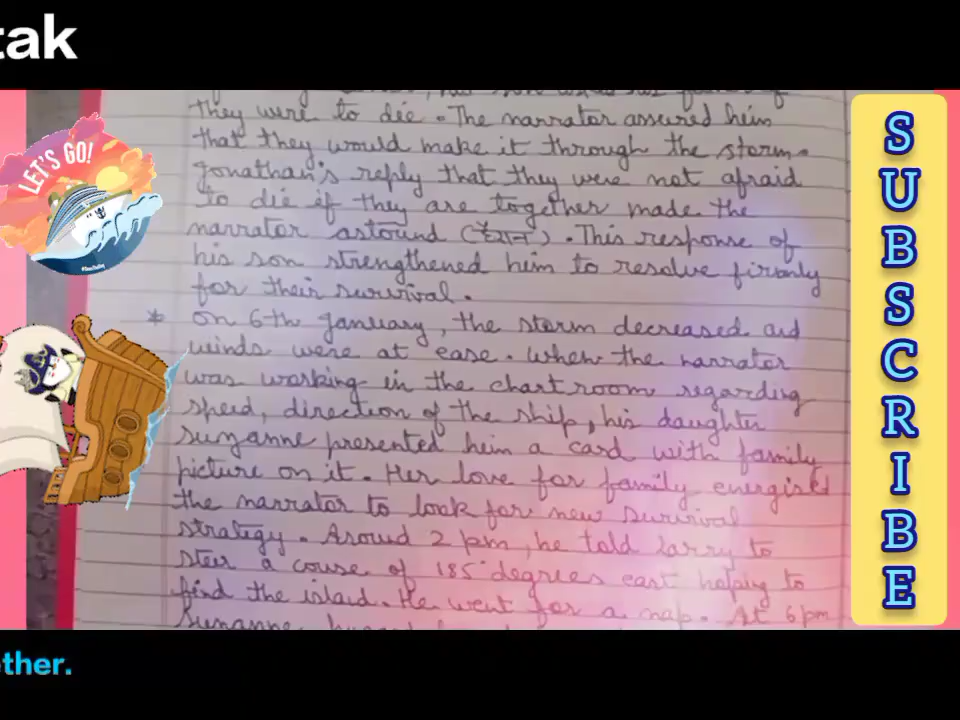 tak
LET'S GO!
they were to die. The narrator assured him
that they would make it through the storm.
Jonathan's reply that they were not afraid
to die if they are together made the
narrator astound (हैरान). This response of
his son strengthened him to resolve firmly
for their survival.
* On 6th January, the storm decreased and
winds were at ease. When the narrator
was working in the chartroom regarding
speed, direction of the ship, his daughter
Suzanne presented him a card with family
picture on it. Her love for family energised
the narrator to look for new survival
strategy. Around 2 pm, he told Larry to
steer a couse of 185° degrees east helping to
find the island. He went for a nap. At 6pm
Suzanne
SUBSCRIBE
ther.